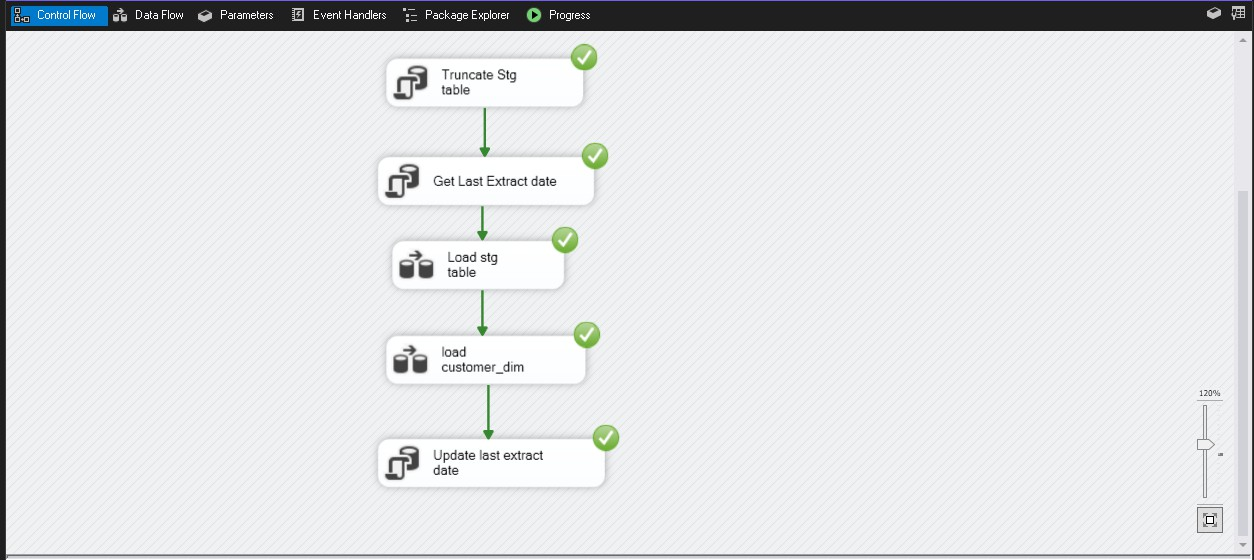 Control Flow Data Flow Parameters Event Handlers Package Explorer Progress
Truncate Stg
table
Get Last Extract date
Load stg
table
load
customer_dim
120%
Update last extract
date